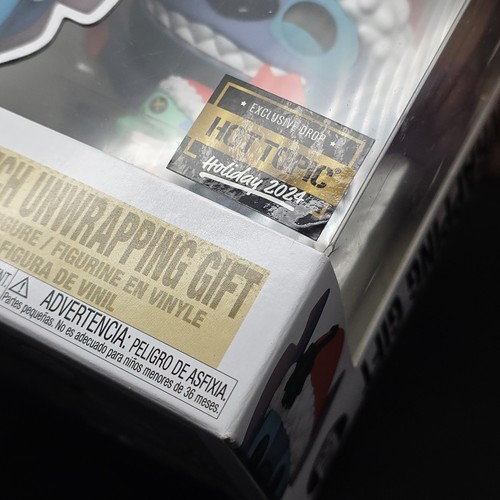 ★ EXCLUSIVE DROP ★
HOT TOPIC
Holiday 2024
CH UNWRAPPING GIFT
URE / FIGURINE EN VINYLE
FIGURA DE VINIL
ADVERTENCIA: PELIGRO DE ASFIXIA.
Partes pequeñas. No es adecuado para niños menores de 36 meses.